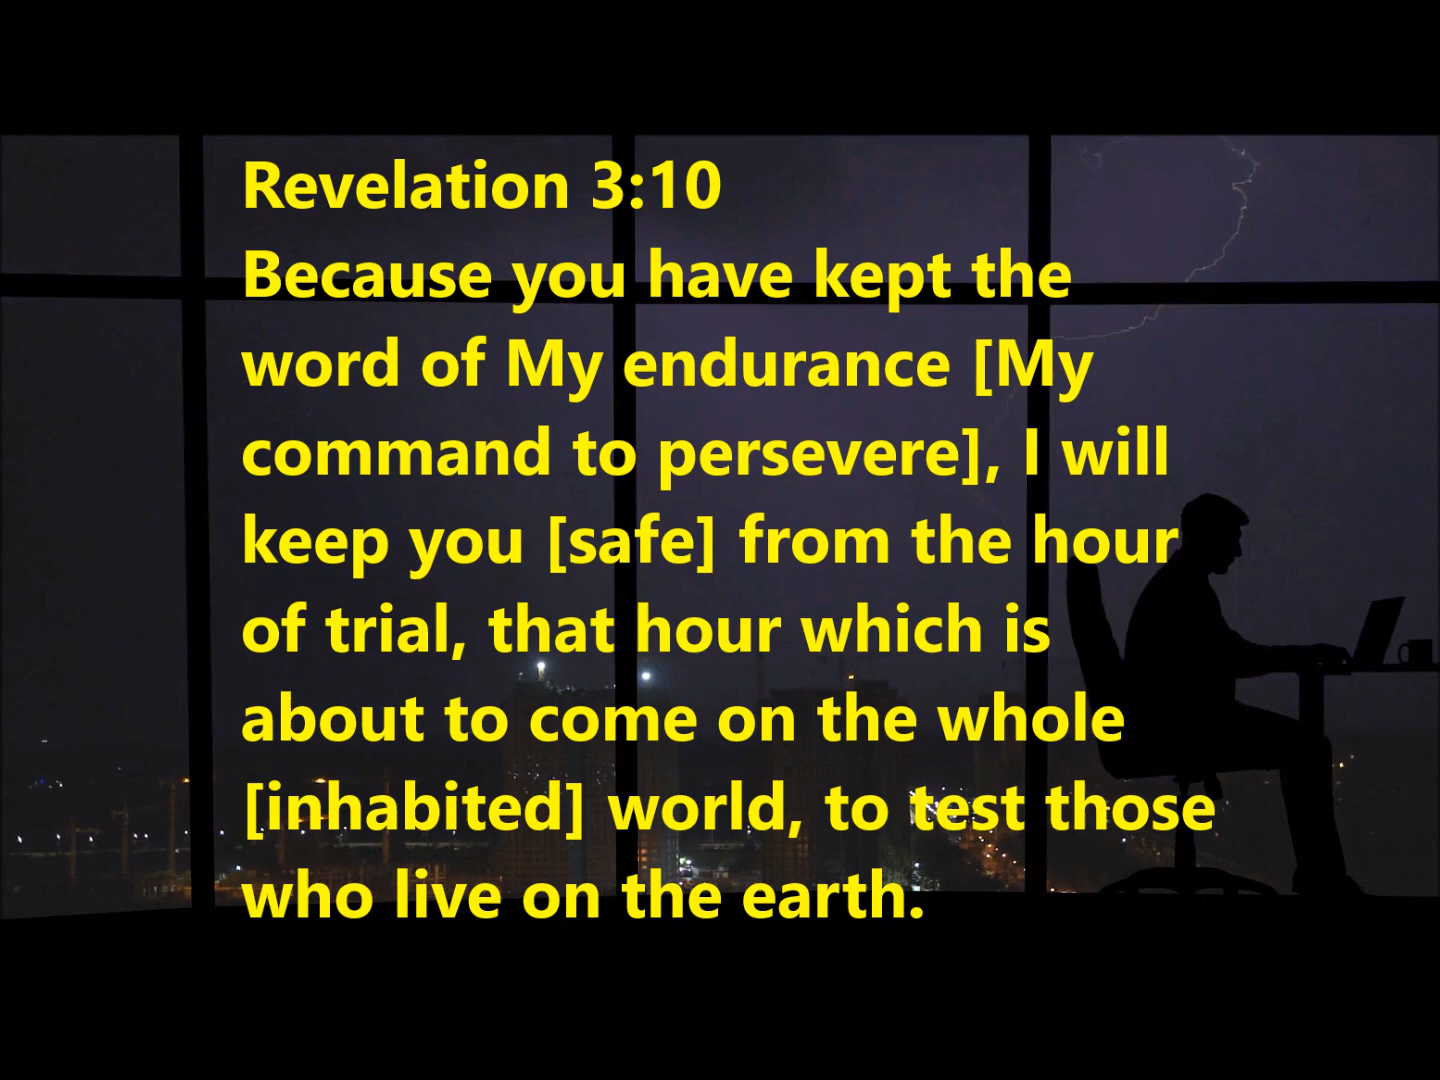 Revelation 3:10
Because you have kept the
word of My endurance [My
command to persevere], I will
keep you [safe] from the hour
of trial, that hour which is
about to come on the whole
[inhabited] world, to test those
who live on the earth.